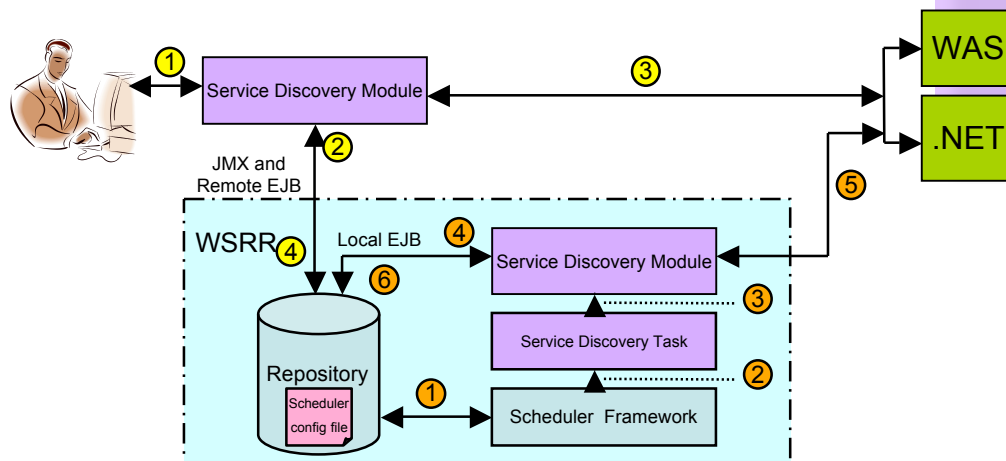 WAS
1
3
Service Discovery Module
.NET
2
JMX and
Remote EJB
5
WSRR
4
Local EJB
4
6
Service Discovery Module
3
Service Discovery Task
2
Repository
Scheduler
config file
1
Scheduler Framework